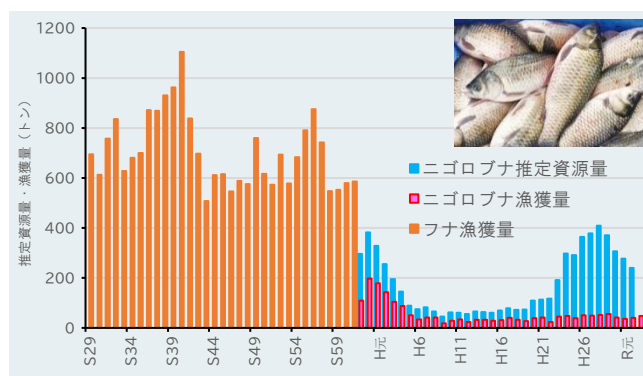 1200
1000
800
600
400
200
0
推定資源量・漁獲量（トン）
ニゴロブナ推定資源量
ニゴロブナ漁獲量
フナ漁獲量
S29
S34
S39
S44
S49
S54
S59
H元
H6
H11
H16
H21
H26
R元